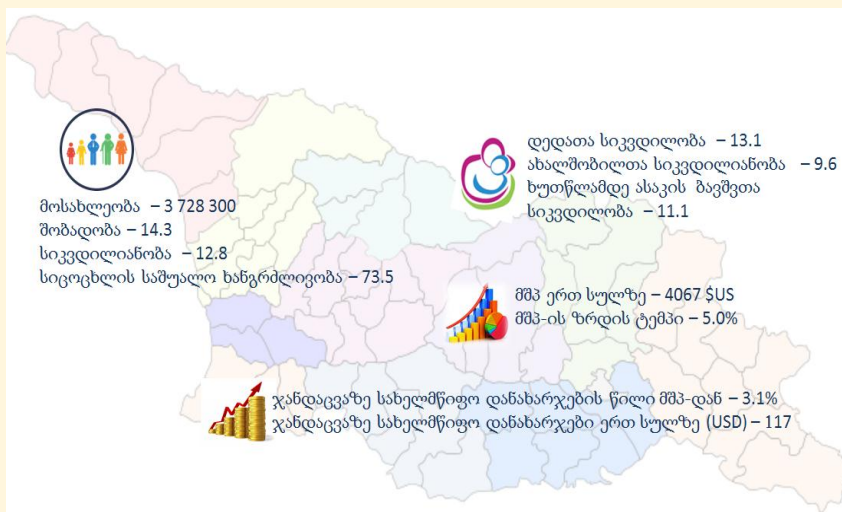 მოსახლეობა – 3 728 300
შობადობა – 14.3
სიკვდილიანობა – 12.8
სიცოცხლის საშუალო ხანგრძლივობა – 73.5
დედათა სიკვდილობა – 13.1
ახალშობილთა სიკვდილიანობა – 9.6
ხუთწლამდე ასაკის ბავშვთა
სიკვდილობა – 11.1
მშპ ერთ სულზე – 4067 $US
მშპ-ის ზრდის ტემპი – 5.0%
ჯანდაცვაზე სახელმწიფო დანახარჯების წილი მშპ-დან – 3.1%
ჯანდაცვაზე სახელმწიფო დანახარჯები ერთ სულზე (USD) – 117